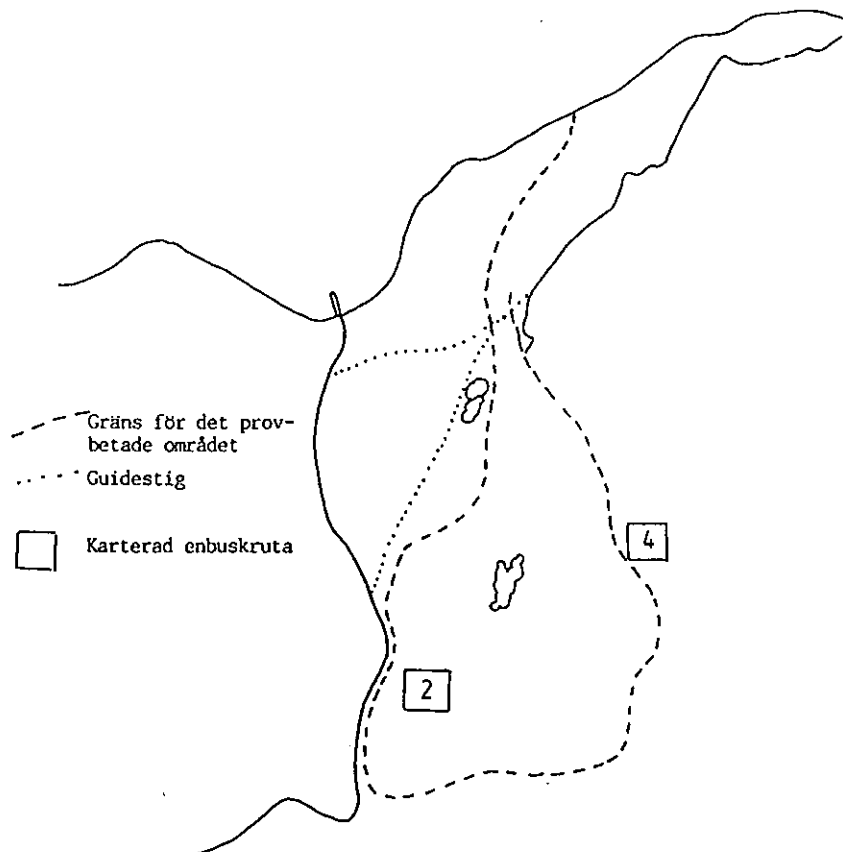 Gräns för det prov-
betade området
Guidestig
Karterad enbuskruta
4
2